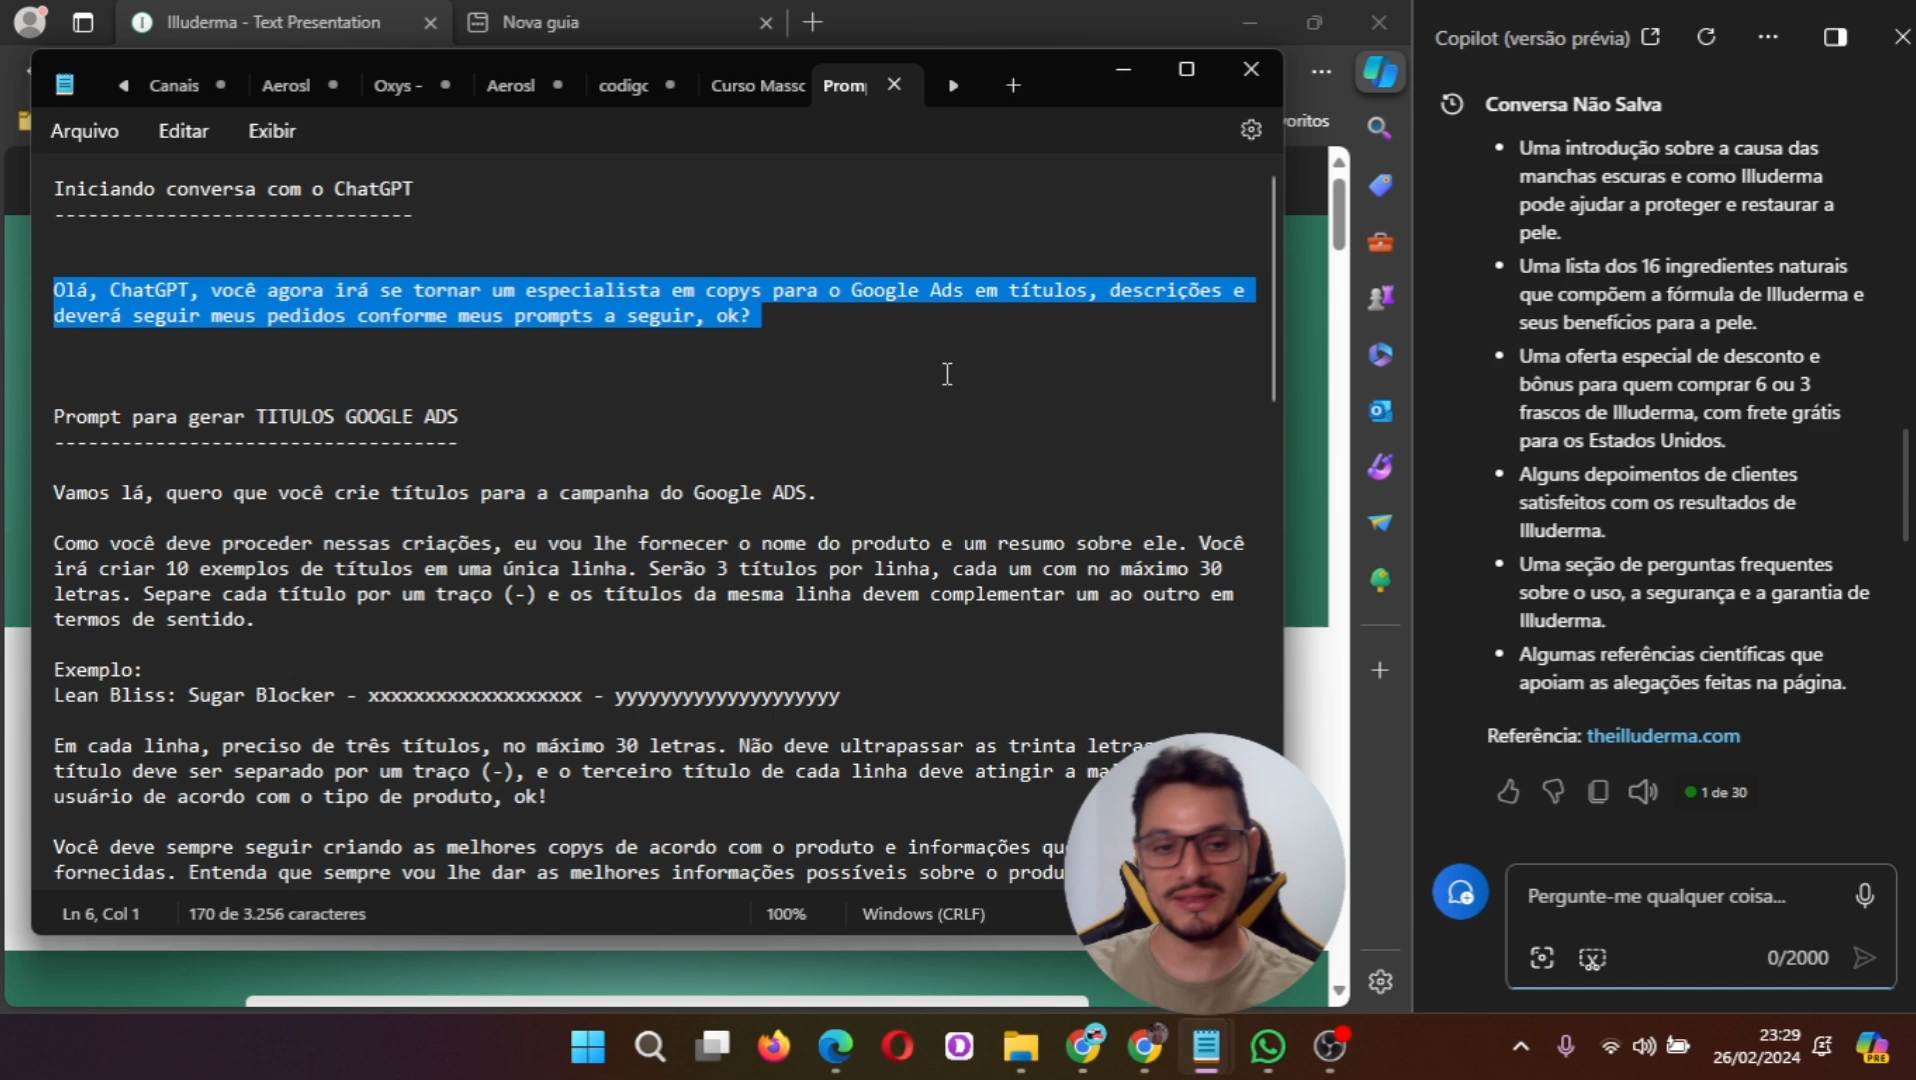 Illuderma - Text Presentation
Nova guia
Canais
Aerosl
Oxys -
Aerosl
codigc
Curso Massc
Prom
Arquivo
Editar
Exibir
voritos
Iniciando conversa com o ChatGPT
--------------------------------
Olá, ChatGPT, você agora irá se tornar um especialista em copys para o Google Ads em títulos, descrições e
deverá seguir meus pedidos conforme meus prompts a seguir, ok?
Prompt para gerar TITULOS GOOGLE ADS
------------------------------------
Vamos lá, quero que você crie títulos para a campanha do Google ADS.
Como você deve proceder nessas criações, eu vou lhe fornecer o nome do produto e um resumo sobre ele. Você
irá criar 10 exemplos de títulos em uma única linha. Serão 3 títulos por linha, cada um com no máximo 30
letras. Separe cada título por um traço (-) e os títulos da mesma linha devem complementar um ao outro em
termos de sentido.
Exemplo:
Lean Bliss: Sugar Blocker - xxxxxxxxxxxxxxxxxxx - yyyyyyyyyyyyyyyyyyyy
Em cada linha, preciso de três títulos, no máximo 30 letras. Não deve ultrapassar as trinta letras
título deve ser separado por um traço (-), e o terceiro título de cada linha deve atingir a
usuário de acordo com o tipo de produto, ok!
Você deve sempre seguir criando as melhores copys de acordo com o produto e informações
fornecidas. Entenda que sempre vou lhe dar as melhores informações possíveis sobre o produ
Ln 6, Col 1
170 de 3.256 caracteres
100%
Windows (CRLF)
Copilot (versão prévia)
Conversa Não Salva
• Uma introdução sobre a causa das
manchas escuras e como Illuderma
pode ajudar a proteger e restaurar a
pele.
• Uma lista dos 16 ingredientes naturais
que compõem a fórmula de Illuderma e
seus benefícios para a pele.
• Uma oferta especial de desconto e
bônus para quem comprar 6 ou 3
frascos de Illuderma, com frete grátis
para os Estados Unidos.
• Alguns depoimentos de clientes
satisfeitos com os resultados de
Illuderma.
• Uma seção de perguntas frequentes
sobre o uso, a segurança e a garantia de
Illuderma.
• Algumas referências científicas que
apoiam as alegações feitas na página.
Referência: theilluderma.com
1 de 30
Pergunte-me qualquer coisa...
0/2000
23:29
26/02/2024
PRE